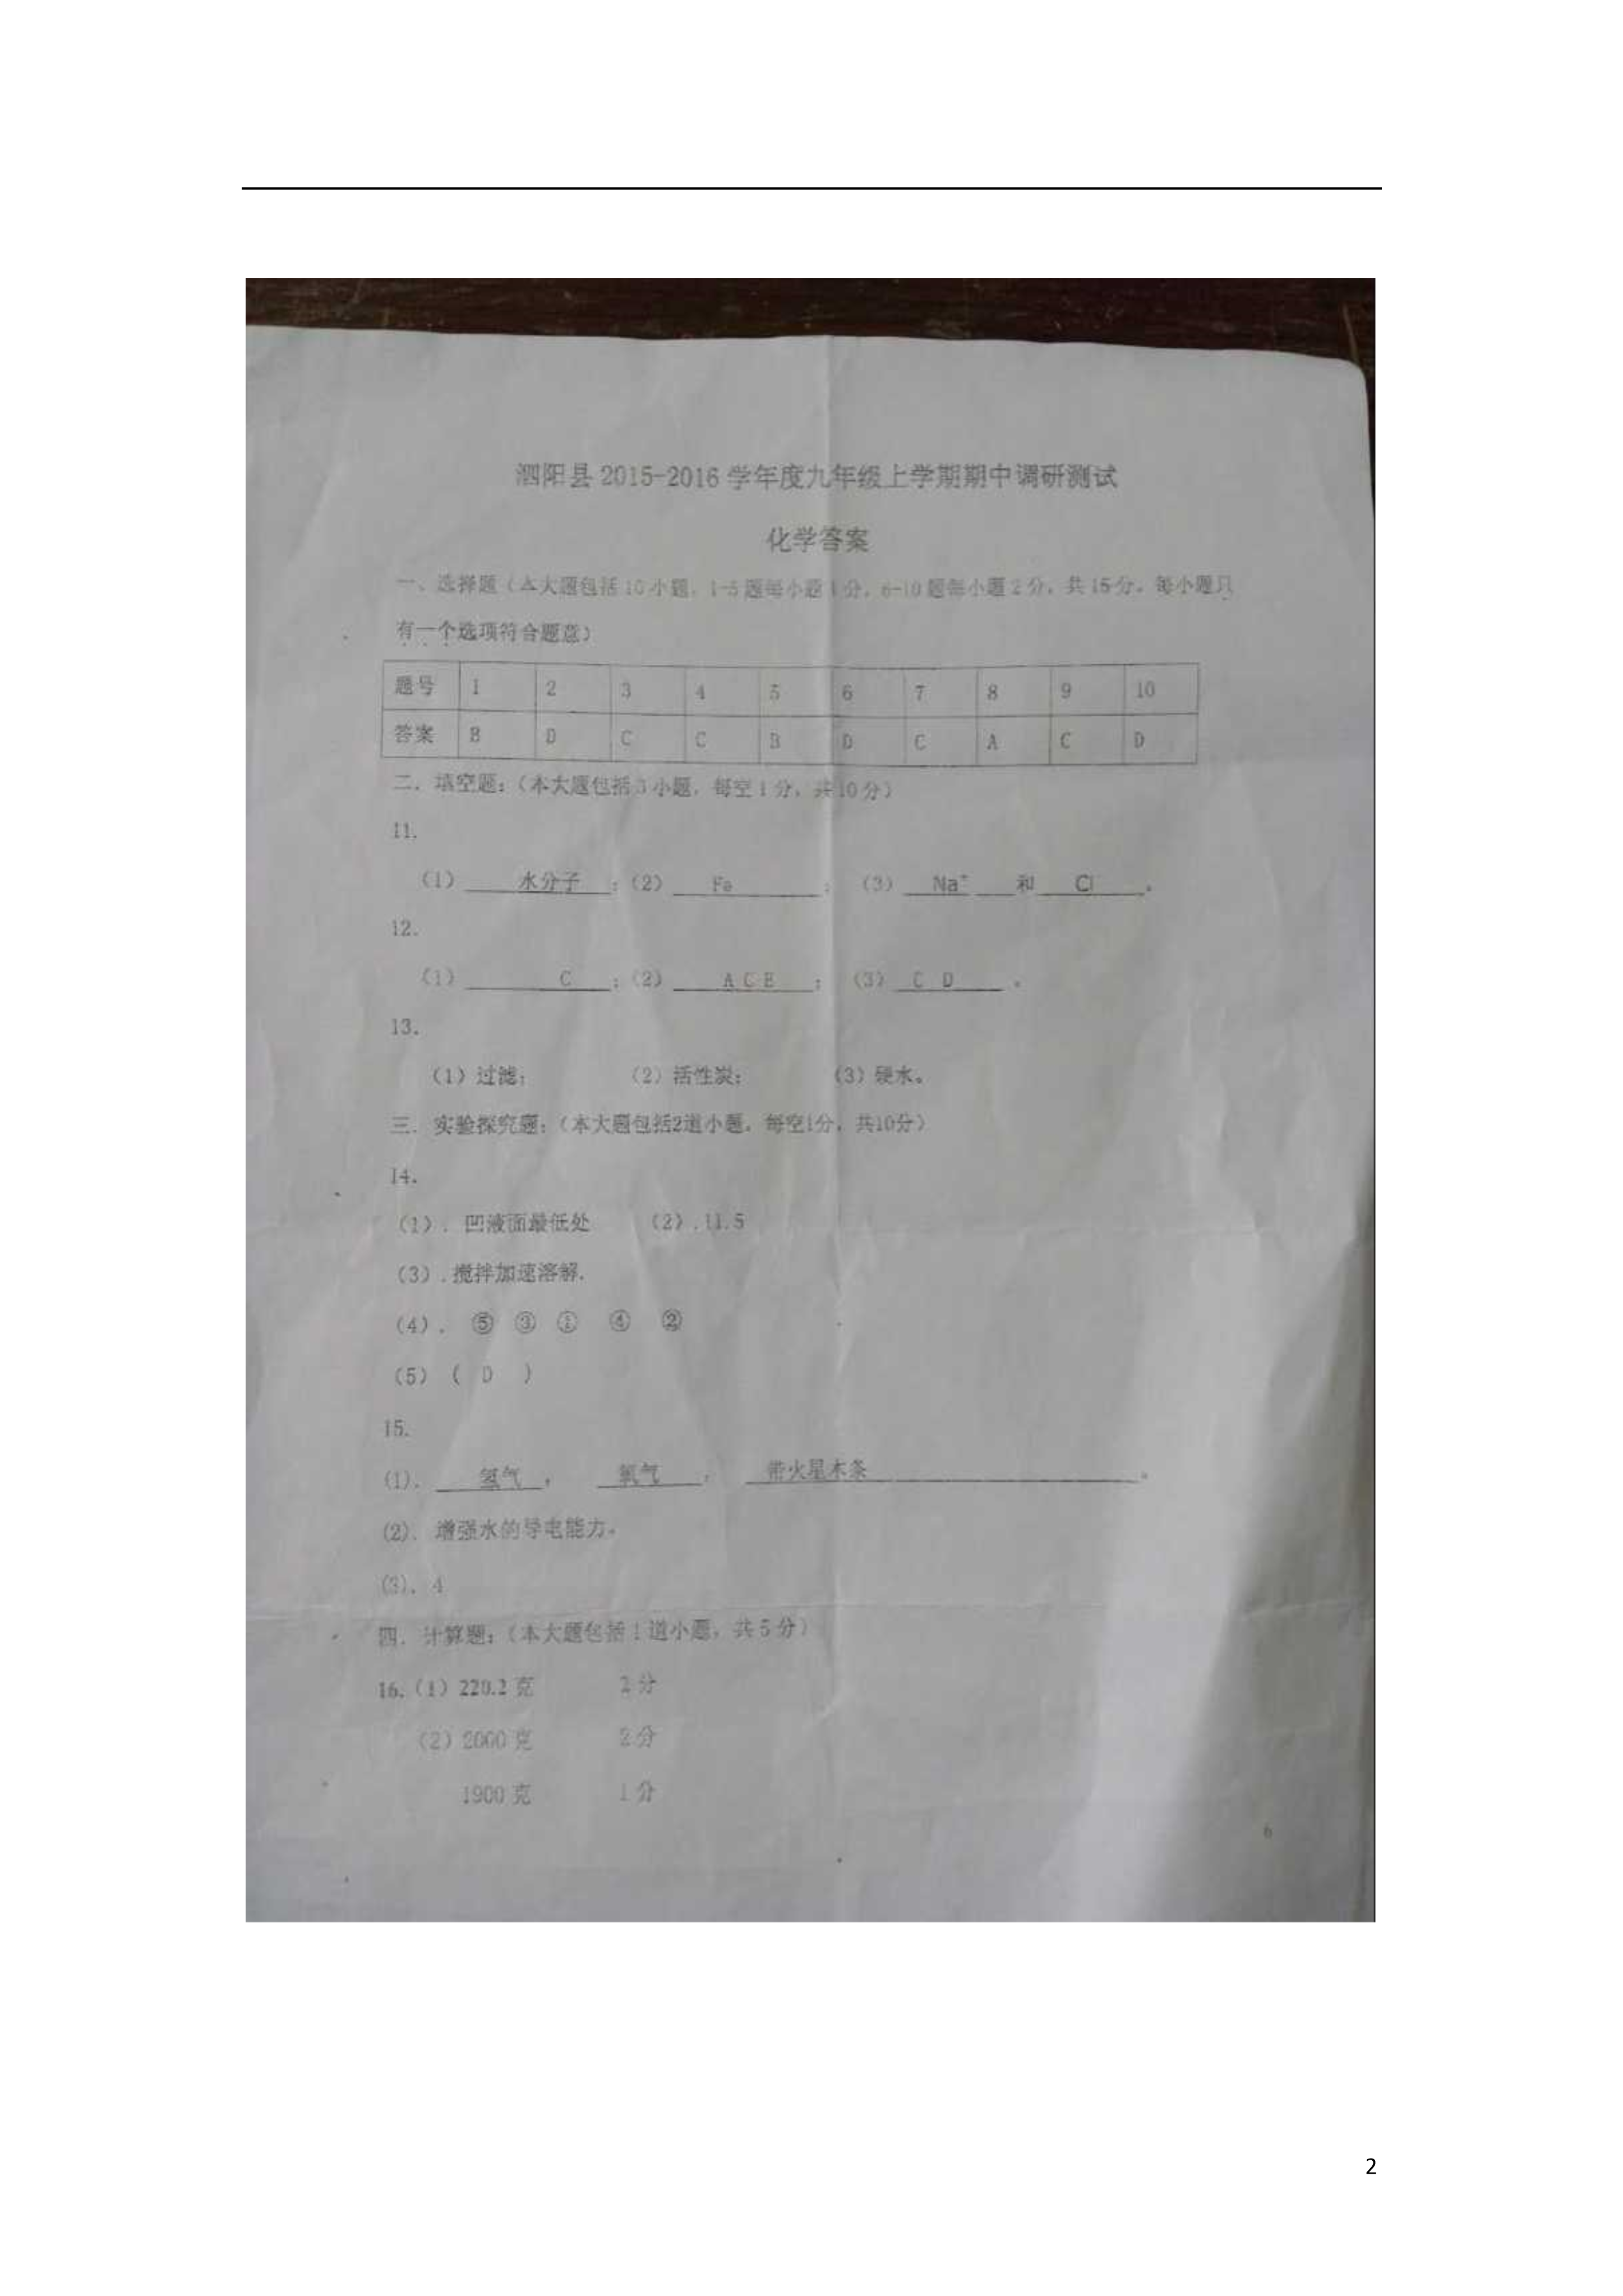 泗阳县 2015-2016 学年度九年级上学期期中调研测试
化学答案
一、选择题（本大题包括 10 小题，1-5 题每小题 1 分，6-10 题每小题 2 分，共 15 分。每小题只
有一个选项符合题意）
题号 1 2 3 4 5 6 7 8 9 10
答案 B D C C B D C A C D
二．填空题：（本大题包括 3 小题，每空 1 分，共 10 分）
11.
（1） 水分子 ；（2） Fe ； （3） Na⁺ 和 Cl 。
12.
（1） C ；（2） A C E ； （3） C D 。
13.
（1）过滤； （2）活性炭； （3）硬水。
三．实验探究题：（本大题包括2道小题，每空1分，共10分）
14.
（1）．凹液面最低处 （2）.11.5
（3）.搅拌加速溶解.
（4）． ⑤ ③ ① ④ ②
（5）（ D ）
15.
(1)． 氢气 ， 氧气 ， 带火星木条 。
(2)．增强水的导电能力。
(3)．4
四．计算题：（本大题包括 1 道小题，共 5 分）
16.（1）220.2 克 2 分
（2）2000 克 2 分
1900 克 1 分
6
2